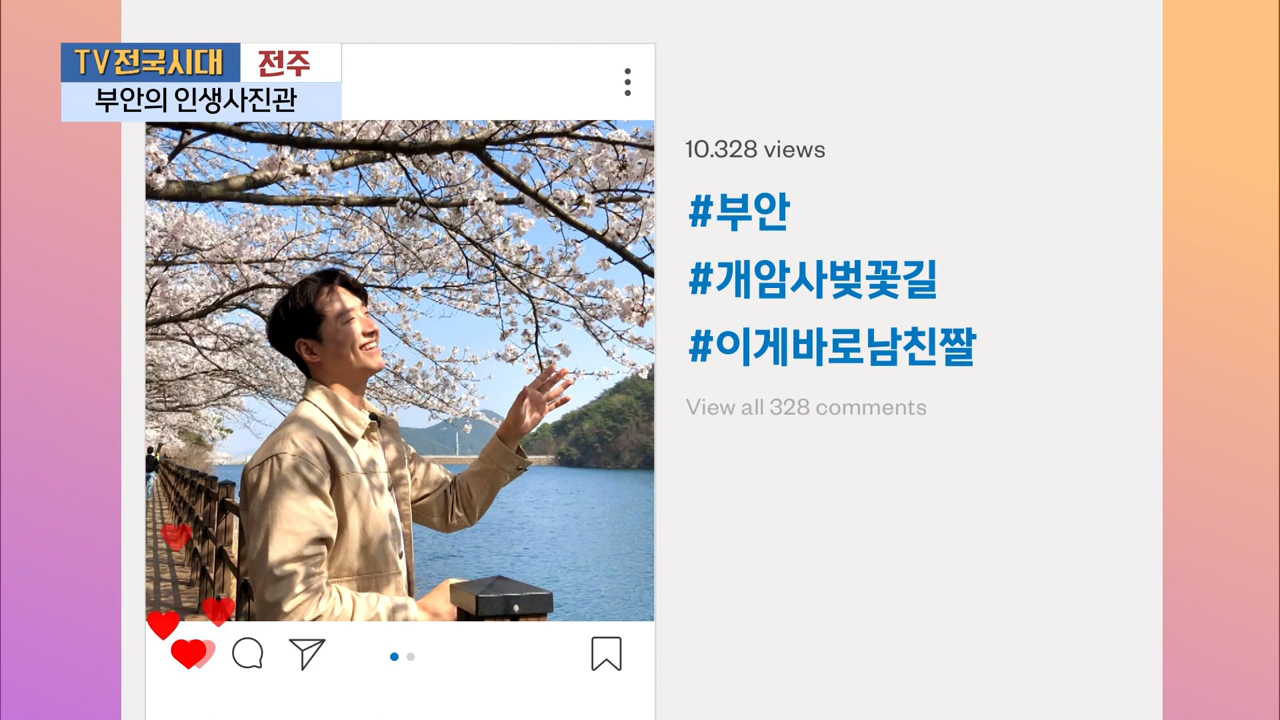 TV전국시대 전주
부안의 인생사진관
10.328 views
#부안
#개암사벚꽃길
#이게바로남친짤
View all 328 comments